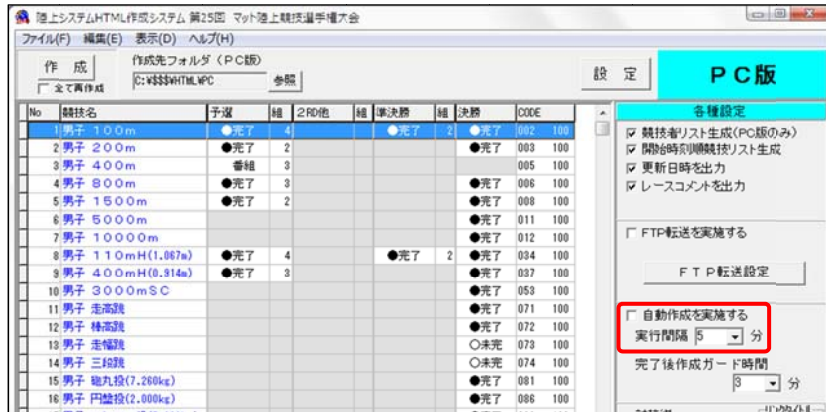 陸上システムHTML作成システム 第25回 マット陸上競技選手権大会
ファイル(F) 編集(E) 表示(D) ヘルプ(H)
作 成
全て再作成
作成先フォルダ (PC版)
C:¥$$$¥HTML¥PC
参照
設 定
PC版
No 競技名 予選 組 2RD他 組 準決勝 組 決勝 CODE
1 男子 100m ●完了 4 ●完了 2 ●完了 002 100
2 男子 200m ●完了 2 ●完了 003 100
3 男子 400m 番組 3 005 100
4 男子 800m ●完了 3 ●完了 006 100
5 男子 1500m ●完了 2 ●完了 008 100
6 男子 5000m ●完了 011 100
7 男子 10000m ●完了 012 100
8 男子 110mH(1.067m) ●完了 4 ●完了 2 ●完了 034 100
9 男子 400mH(0.914m) ●完了 3 ●完了 037 100
10 男子 3000mSC ●完了 053 100
11 男子 走高跳 ●完了 071 100
12 男子 棒高跳 ●完了 072 100
13 男子 走幅跳 ○未完 073 100
14 男子 三段跳 ○未完 074 100
15 男子 砲丸投(7.260kg) ●完了 081 100
16 男子 円盤投(2.000kg) ●完了 086 100
各種設定
競技者リスト生成(PC版のみ)
開始時刻順競技リスト生成
更新日時を出力
レースコメントを出力
FTP転送を実施する
FTP転送設定
自動作成を実施する
実行間隔 5 分
完了後作成ガード時間
3 分